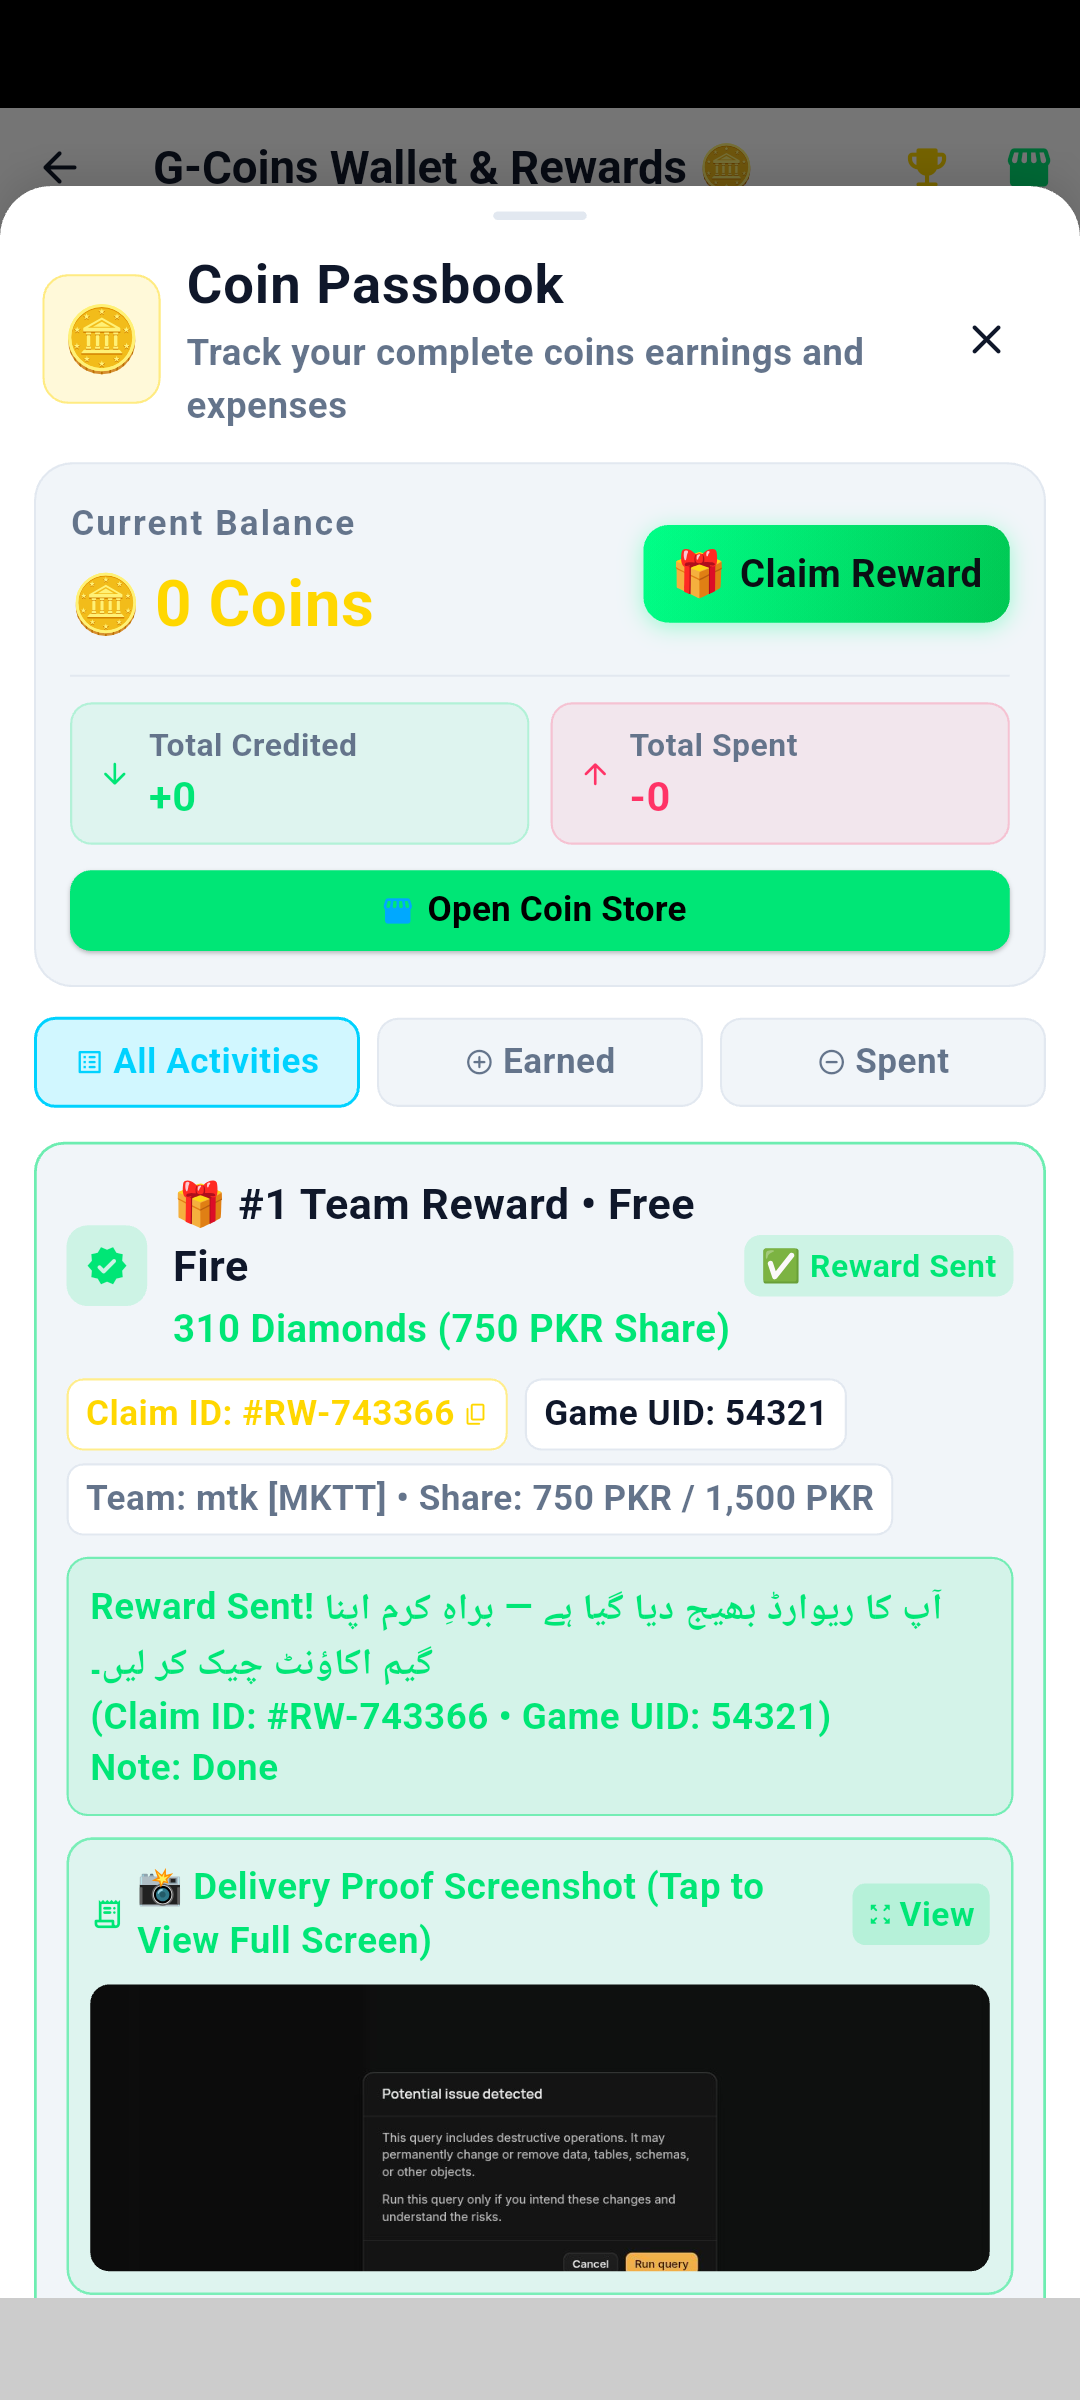 G-Coins Wallet & Rewards
Coin Passbook
Track your complete coins earnings and
expenses
Current Balance
0 Coins
Claim Reward
Total Credited
+0
Total Spent
-0
Open Coin Store
All Activities
Earned
Spent
#1 Team Reward • Free
Fire
310 Diamonds (750 PKR Share)
Reward Sent
Claim ID: #RW-743366
Game UID: 54321
Team: mtk [MKTT] • Share: 750 PKR / 1,500 PKR
Reward Sent! آپ کا ریوارڈ بھیج دیا گیا ہے — براہِ کرم اپنا
گیم اکاؤنٹ چیک کر لیں۔
(Claim ID: #RW-743366 • Game UID: 54321)
Note: Done
Delivery Proof Screenshot (Tap to
View Full Screen)
View
Potential issue detected
This query includes destructive operations. It may
permanently change or remove data, tables, schemas,
or other objects.
Run this query only if you intend these changes and
understand the risks.
Cancel
Run query